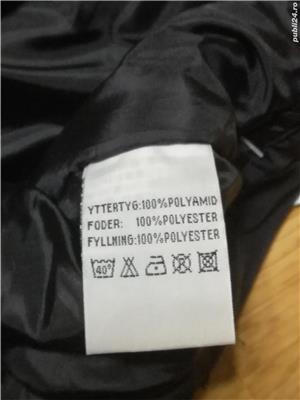 YTTERTYG:100%POLYAMID
FODER: 100%POLYESTER
FYLLNING:100%POLYESTER
40°
publi24.ro